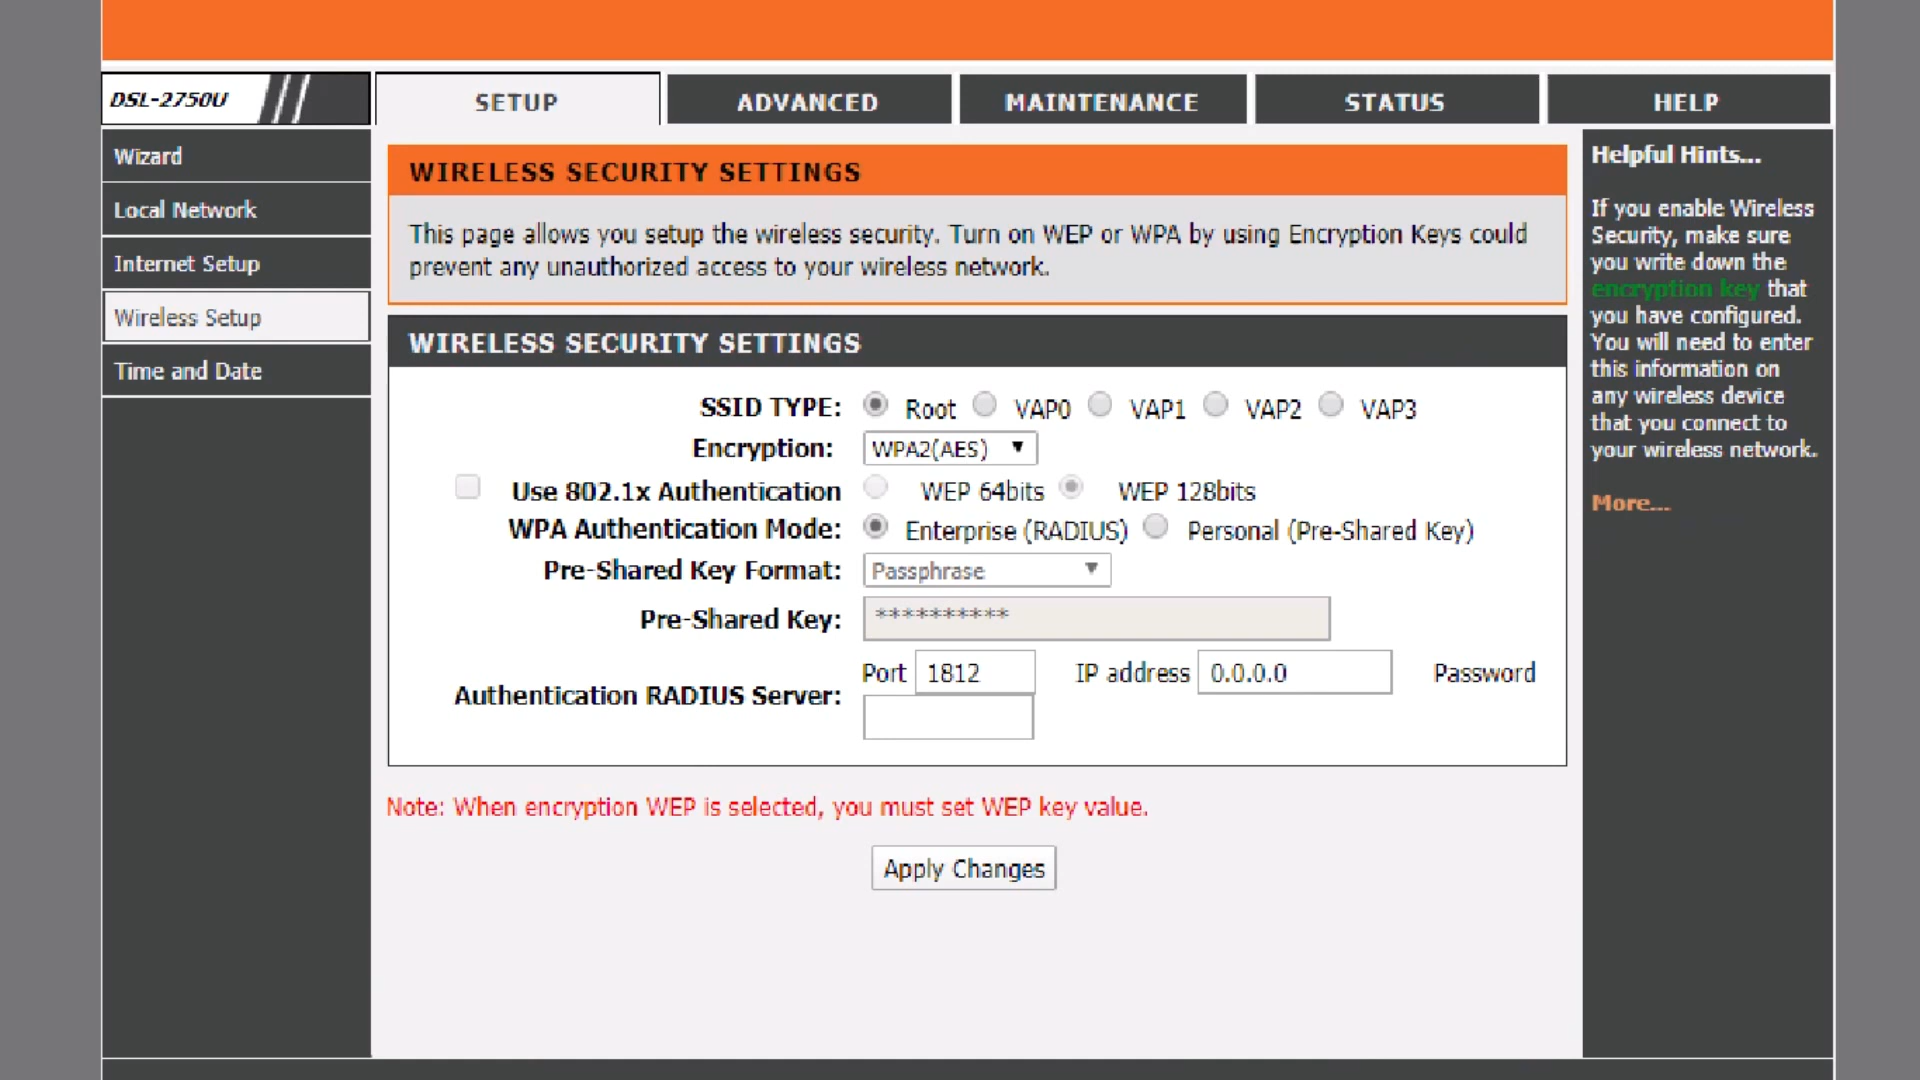 DSL-2750U
SETUP
ADVANCED
MAINTENANCE
STATUS
HELP
Wizard
Local Network
Internet Setup
Wireless Setup
Time and Date
WIRELESS SECURITY SETTINGS
This page allows you setup the wireless security. Turn on WEP or WPA by using Encryption Keys could
prevent any unauthorized access to your wireless network.
WIRELESS SECURITY SETTINGS
SSID TYPE: Root VAP0 VAP1 VAP2 VAP3
Encryption: WPA2(AES)
Use 802.1x Authentication WEP 64bits WEP 128bits
WPA Authentication Mode: Enterprise (RADIUS) Personal (Pre-Shared Key)
Pre-Shared Key Format: Passphrase
Pre-Shared Key: **********
Authentication RADIUS Server: Port 1812 IP address 0.0.0.0 Password
Note: When encryption WEP is selected, you must set WEP key value.
Apply Changes
Helpful Hints...
If you enable Wireless
Security, make sure
you write down the
encryption key that
you have configured.
You will need to enter
this information on
any wireless device
that you connect to
your wireless network.
More...